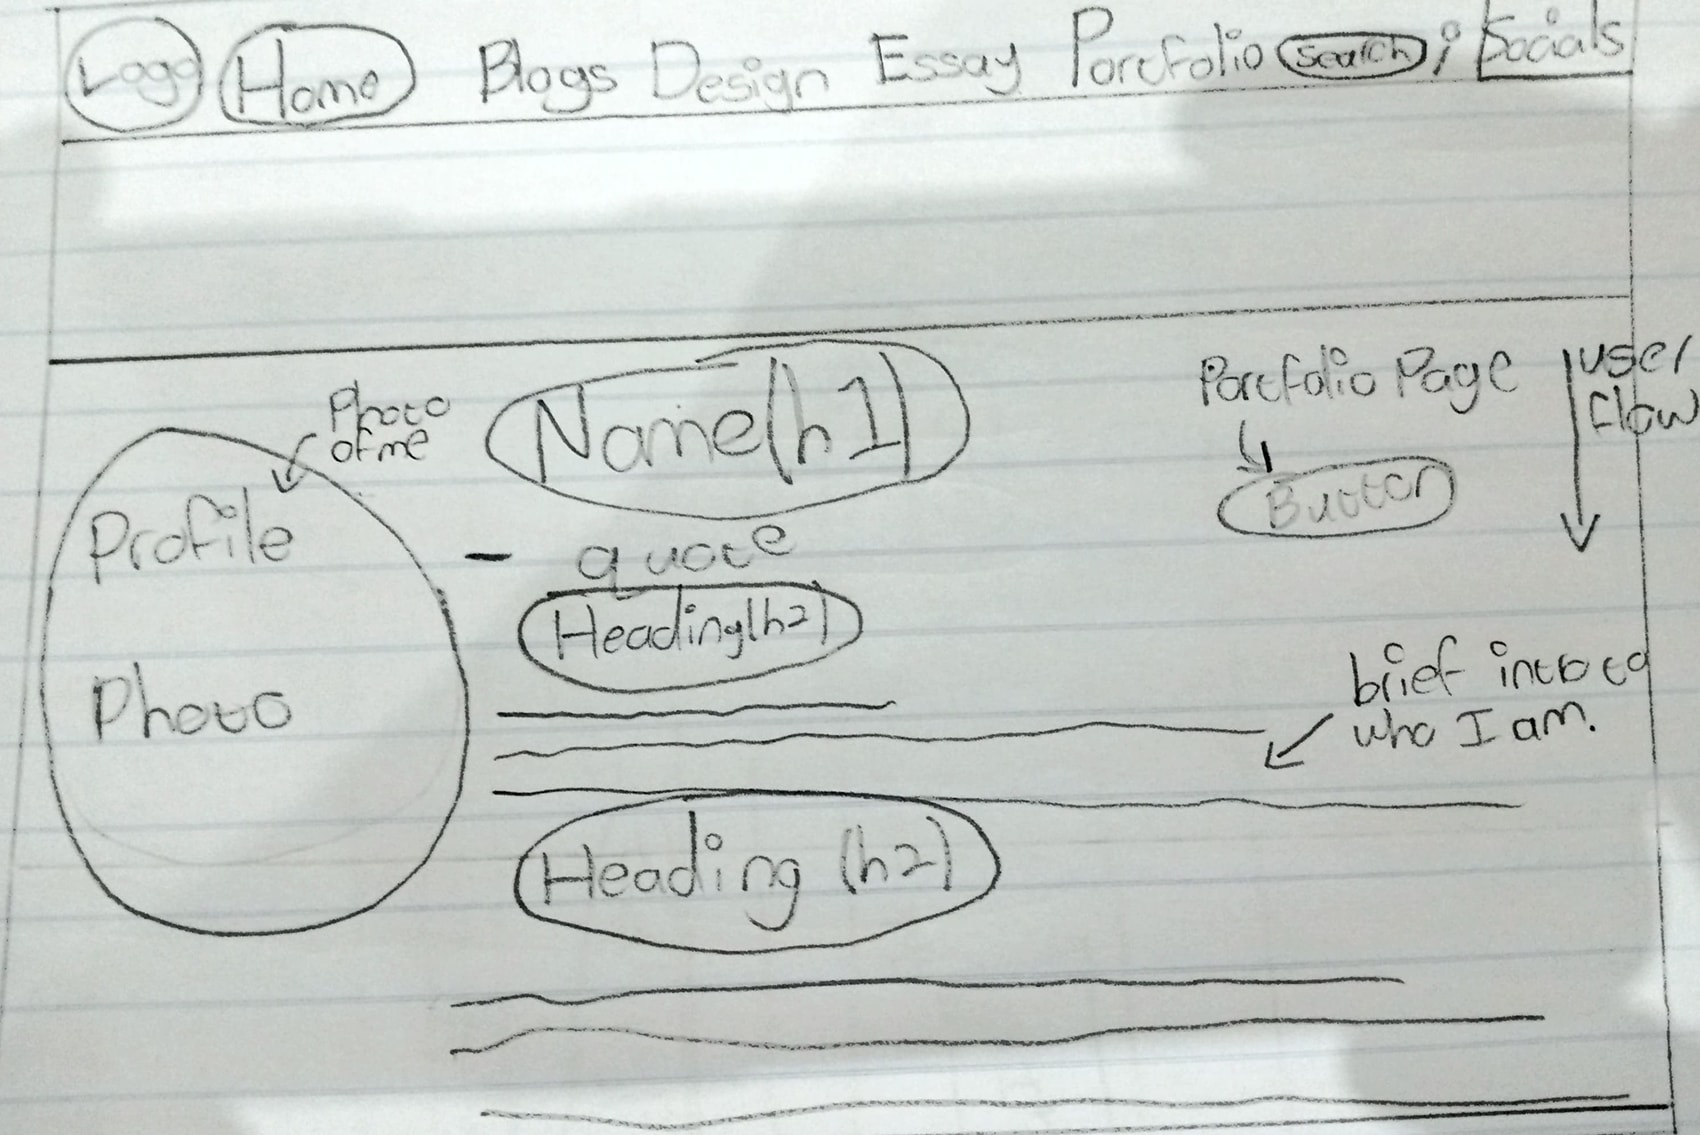 Logo Home Blogs Design Essay Portfolio Search ; Socials
Photo
of me
Profile
Photo
Name(h1)
- quote
Heading(h2)
Portfolio Page
Button
user
flow
brief intro to
who I am.
Heading (h2)